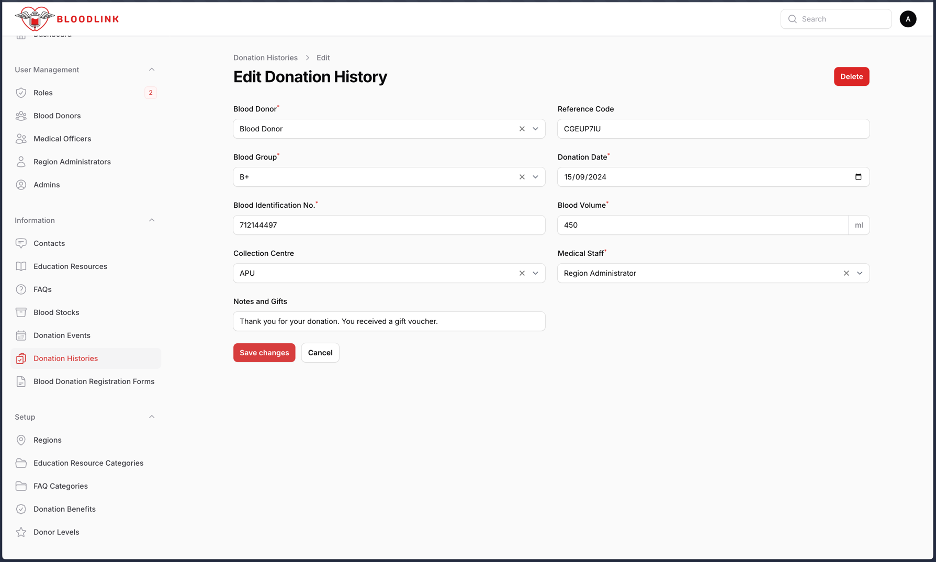 BLOODLINK
Search
A
Dashboard
User Management
Roles
2
Blood Donors
Medical Officers
Region Administrators
Admins
Information
Contacts
Education Resources
FAQs
Blood Stocks
Donation Events
Donation Histories
Blood Donation Registration Forms
Setup
Regions
Education Resource Categories
FAQ Categories
Donation Benefits
Donor Levels
Donation Histories > Edit
Edit Donation History
Delete
Blood Donor*
Blood Donor
Reference Code
CGEUP7IU
Blood Group*
B+
Donation Date*
15/09/2024
Blood Identification No.*
712144497
Blood Volume*
450 ml
Collection Centre
APU
Medical Staff*
Region Administrator
Notes and Gifts
Thank you for your donation. You received a gift voucher.
Save changes
Cancel